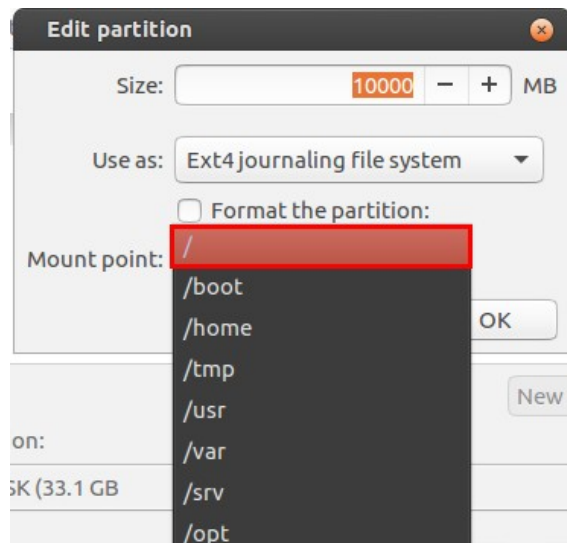 Edit partition
Size: 10000 − + MB
Use as: Ext4 journaling file system
Format the partition:
Mount point: /
/boot
/home
OK
/tmp
/usr
New
on:
/var
SK (33.1 GB
/srv
/opt